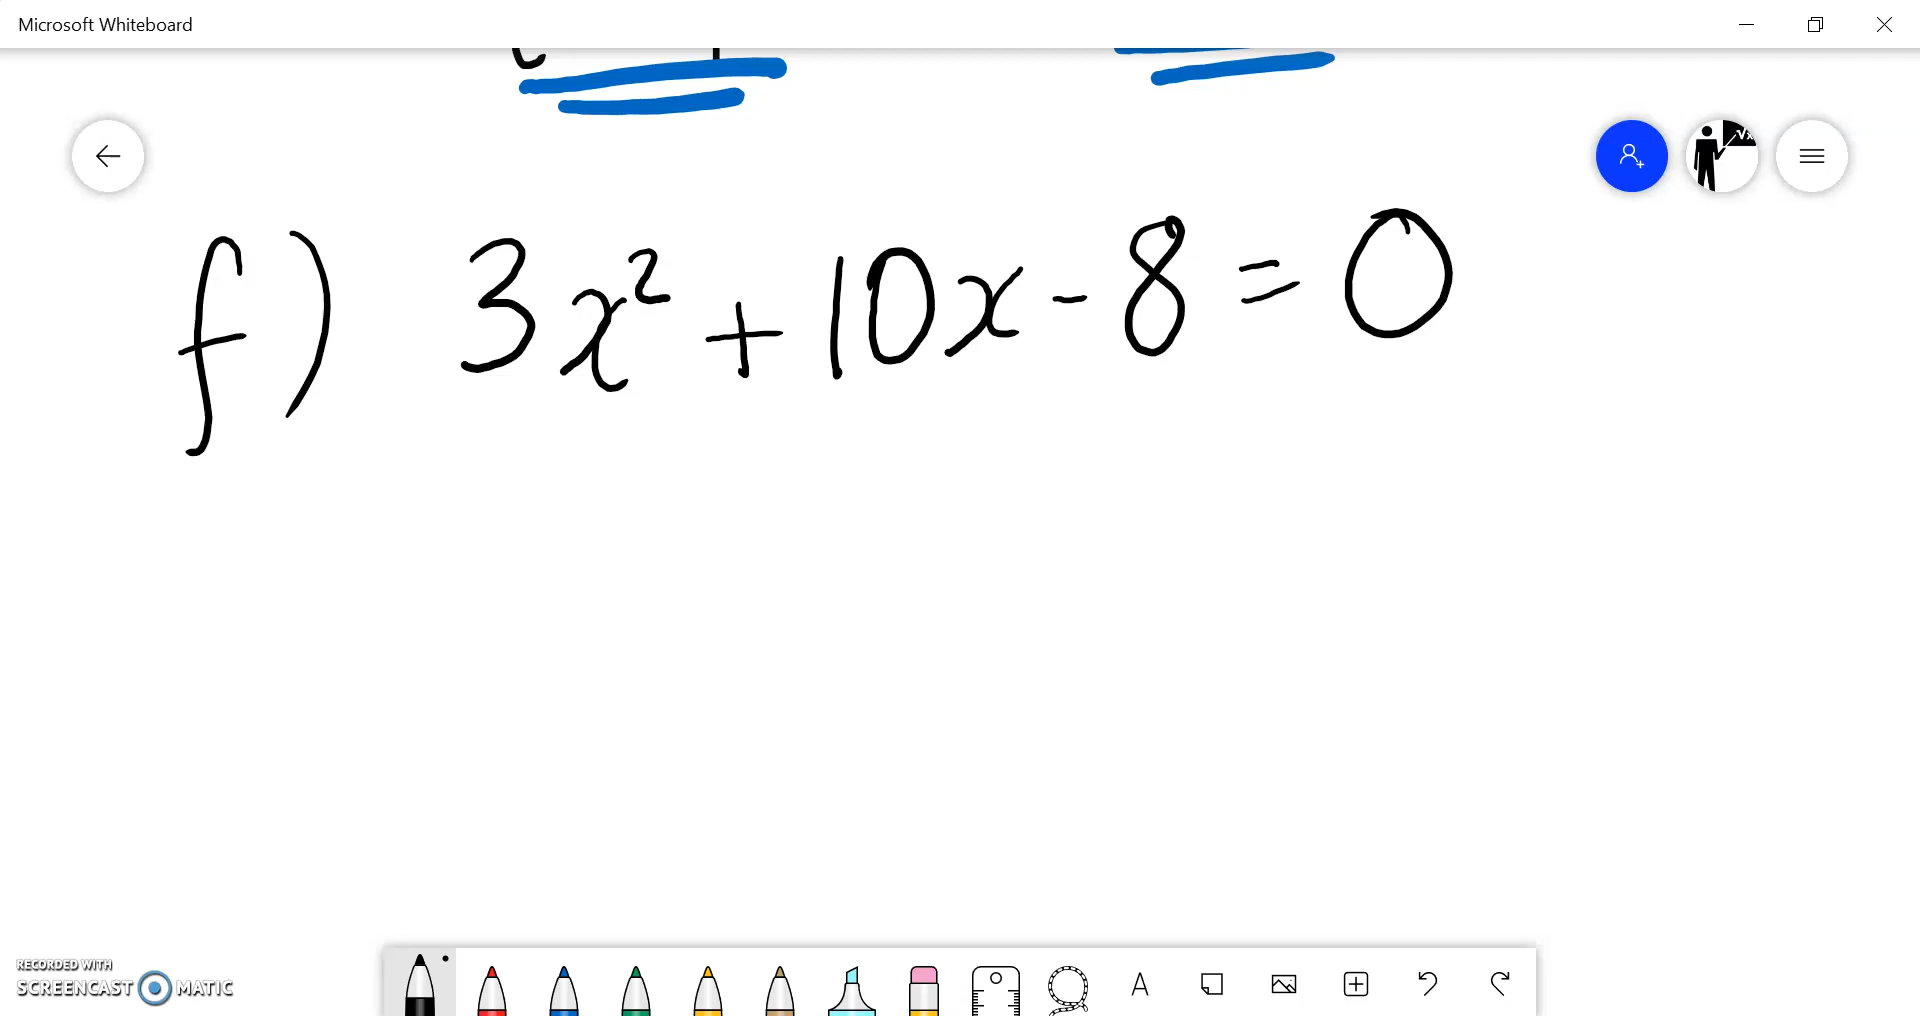 Microsoft Whiteboard
√x
f) 3x² + 10x - 8 = 0
RECORDED WITH
SCREENCAST MATIC
A